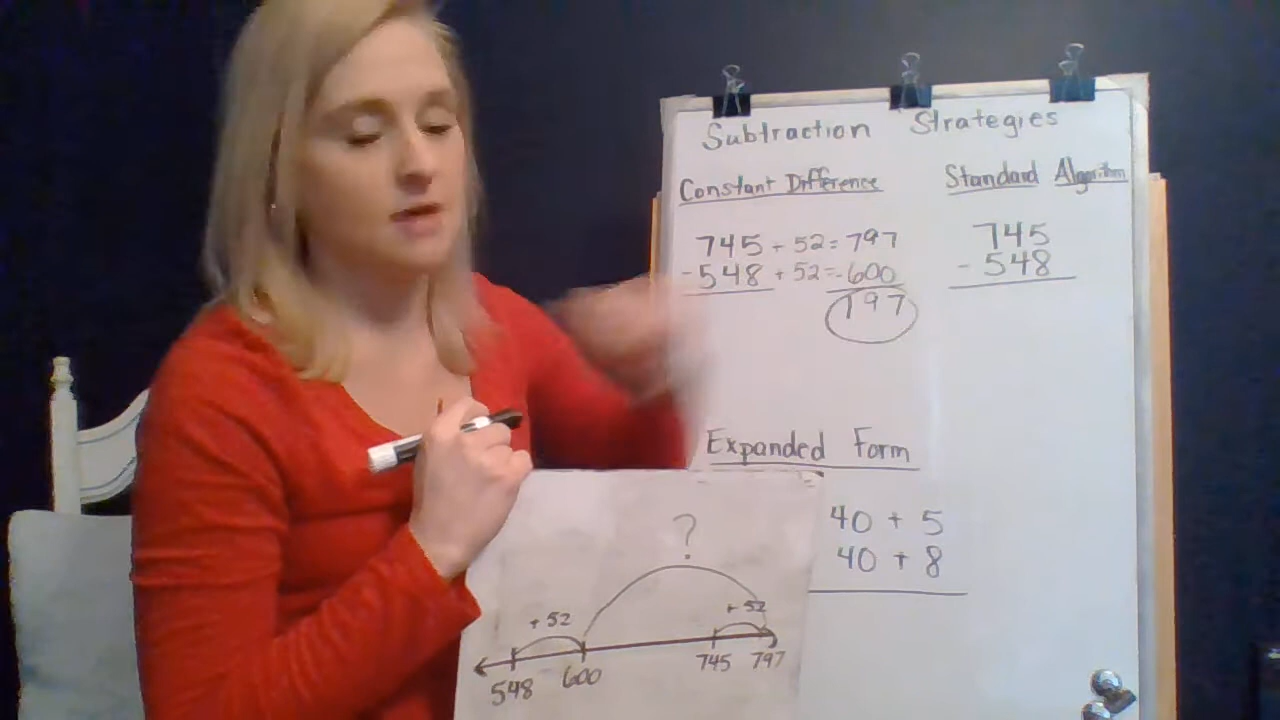 Subtraction Strategies
Constant Difference
745 + 52 = 797
- 548 + 52 = - 600
197
Standard Algorithm
745
- 548
Expanded Form
40 + 5
40 + 8
?
+ 52
+ 52
548 600 745 797